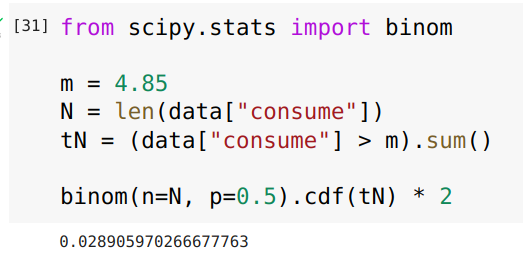 [31] from scipy.stats import binom
m = 4.85
N = len(data["consume"])
tN = (data["consume"] > m).sum()
binom(n=N, p=0.5).cdf(tN) * 2
0.028905970266677763